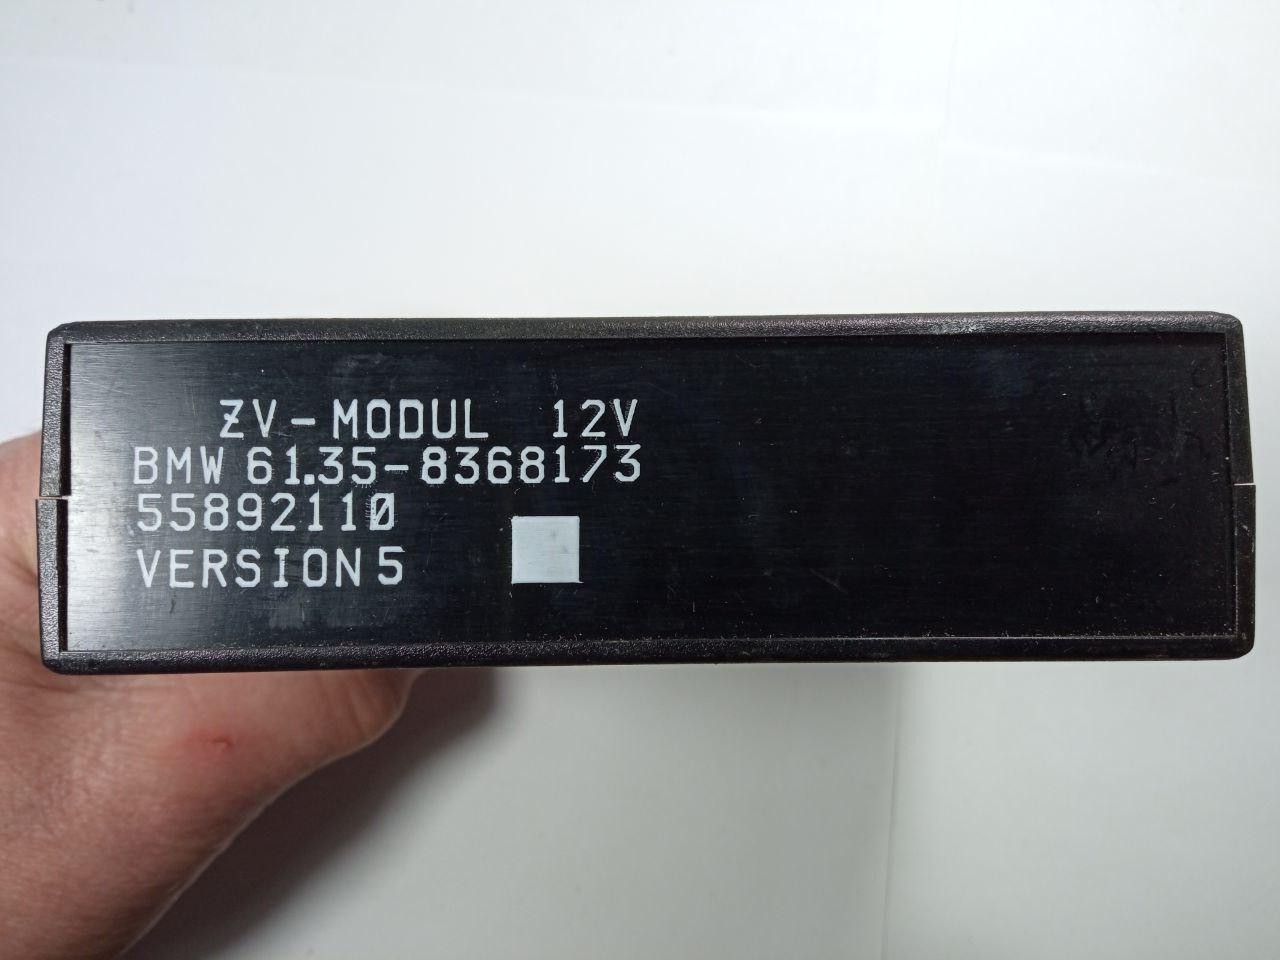 ZV-MODUL 12V
BMW 61.35-8368173
55892110
VERSION 5